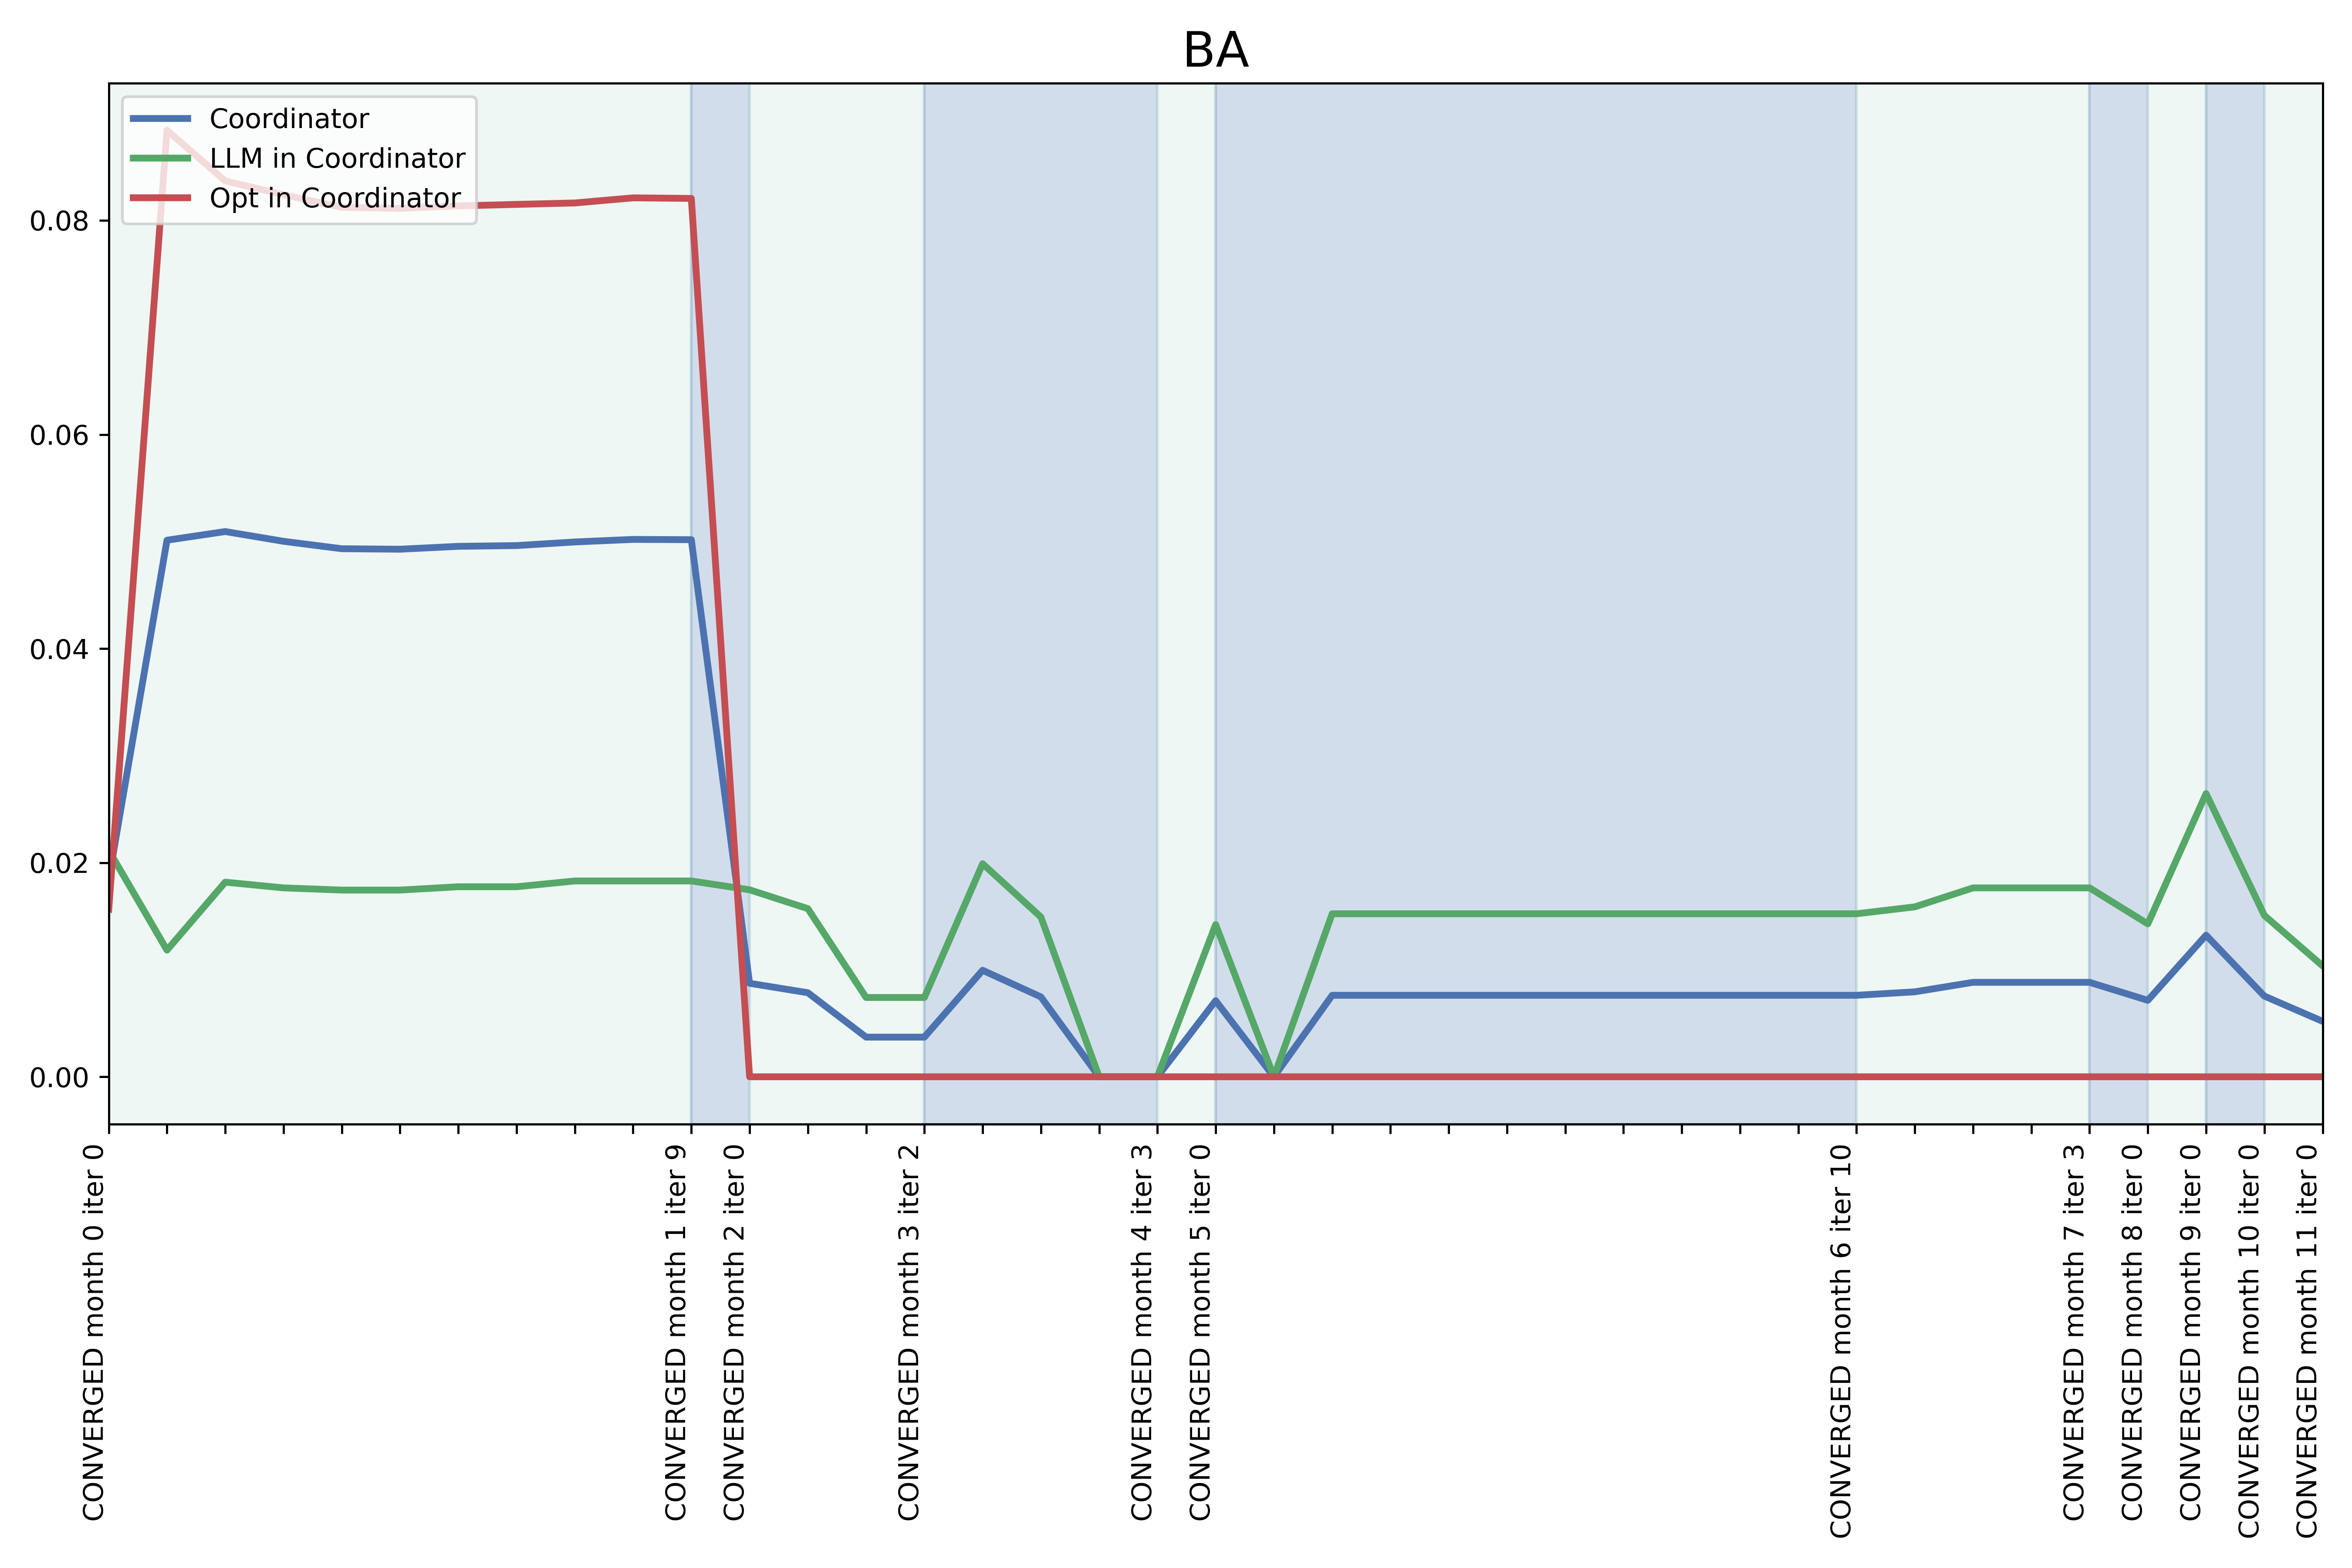 BA
Coordinator
LLM in Coordinator
Opt in Coordinator
0.08
0.06
0.04
0.02
0.00
CONVERGED month 0 iter 0
CONVERGED month 1 iter 9
CONVERGED month 2 iter 0
CONVERGED month 3 iter 2
CONVERGED month 4 iter 3
CONVERGED month 5 iter 0
CONVERGED month 6 iter 10
CONVERGED month 7 iter 3
CONVERGED month 8 iter 0
CONVERGED month 9 iter 0
CONVERGED month 10 iter 0
CONVERGED month 11 iter 0